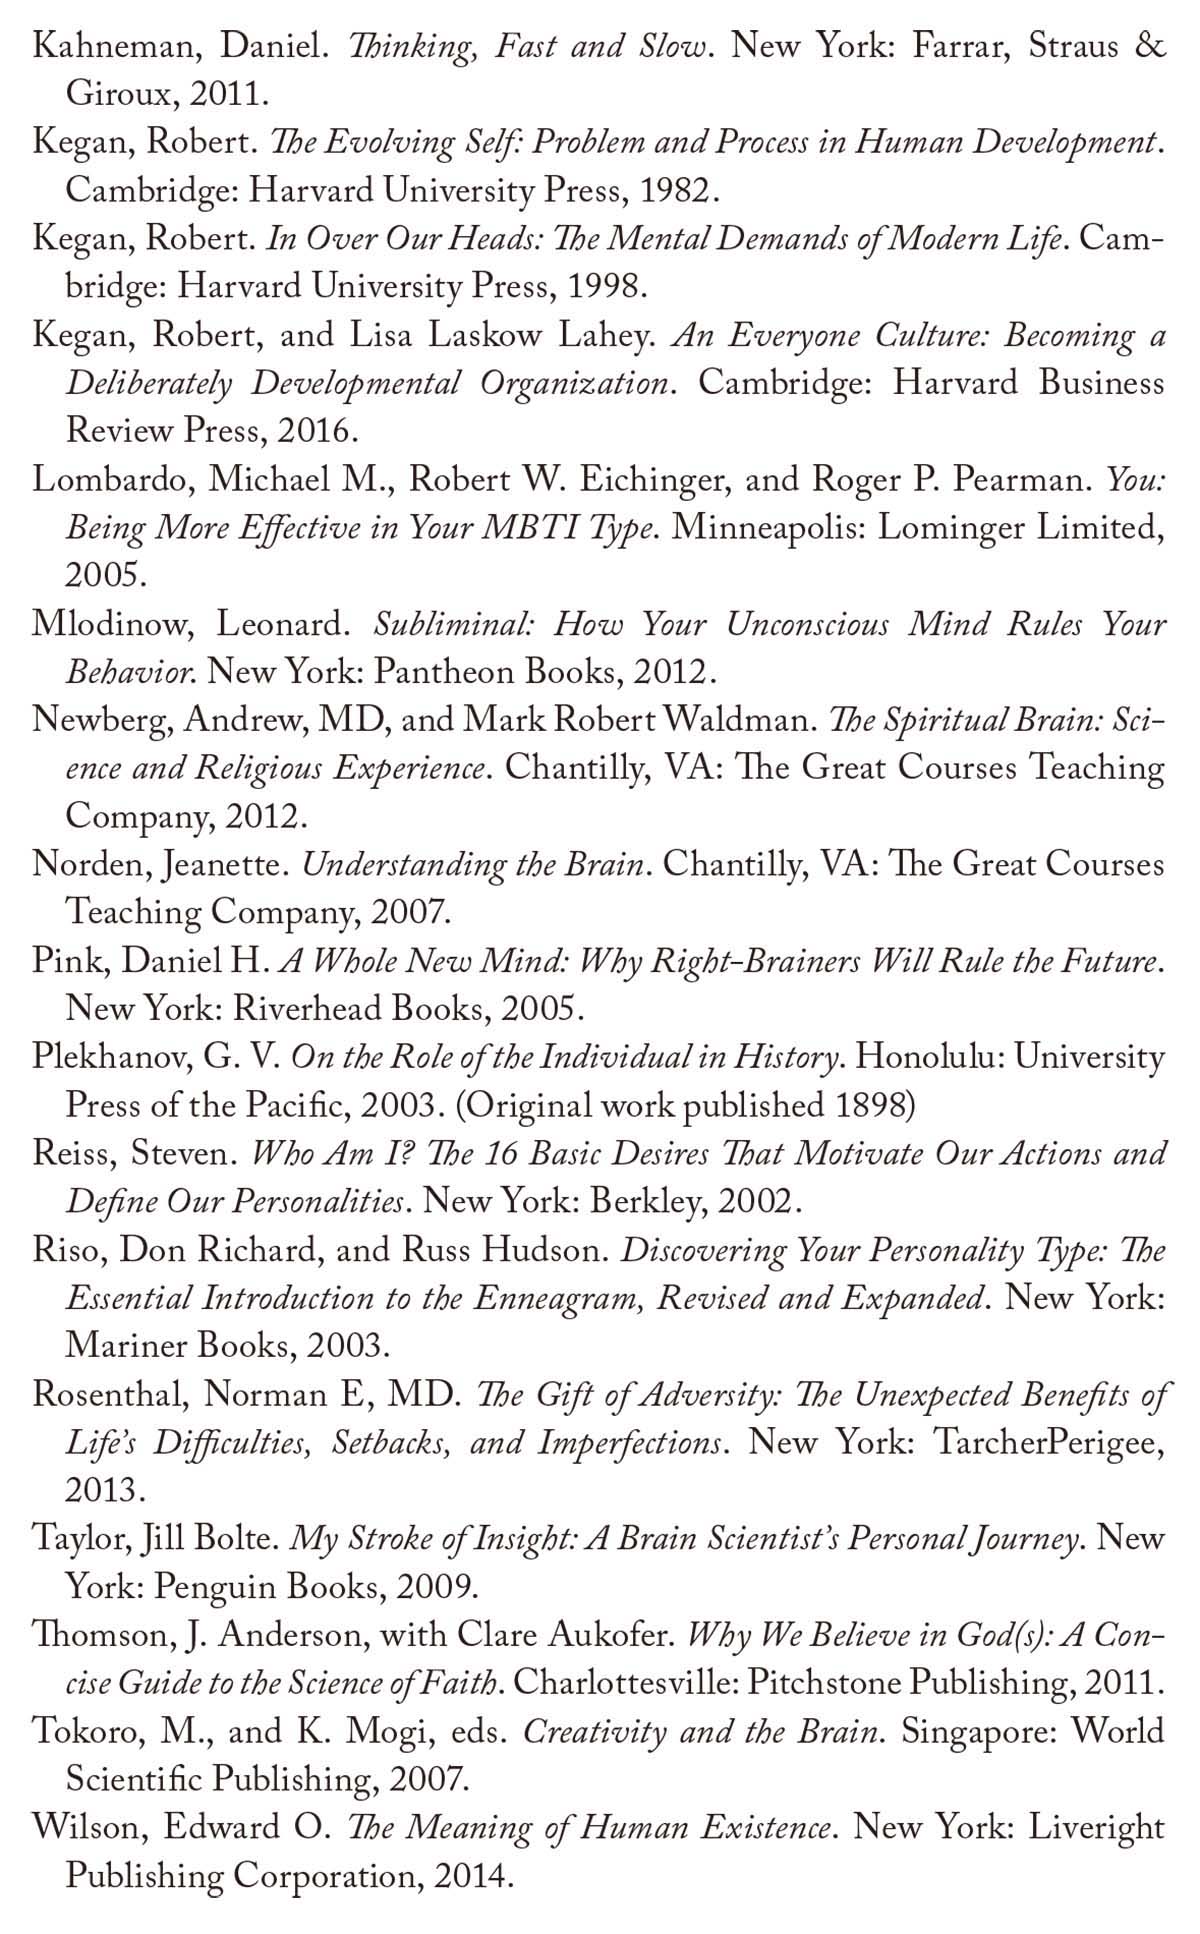 Kahneman, Daniel. Thinking, Fast and Slow. New York: Farrar, Straus &
Giroux, 2011.
Kegan, Robert. The Evolving Self: Problem and Process in Human Development.
Cambridge: Harvard University Press, 1982.
Kegan, Robert. In Over Our Heads: The Mental Demands of Modern Life. Cam-
bridge: Harvard University Press, 1998.
Kegan, Robert, and Lisa Laskow Lahey. An Everyone Culture: Becoming a
Deliberately Developmental Organization. Cambridge: Harvard Business
Review Press, 2016.
Lombardo, Michael M., Robert W. Eichinger, and Roger P. Pearman. You:
Being More Effective in Your MBTI Type. Minneapolis: Lominger Limited,
2005.
Mlodinow, Leonard. Subliminal: How Your Unconscious Mind Rules Your
Behavior. New York: Pantheon Books, 2012.
Newberg, Andrew, MD, and Mark Robert Waldman. The Spiritual Brain: Sci-
ence and Religious Experience. Chantilly, VA: The Great Courses Teaching
Company, 2012.
Norden, Jeanette. Understanding the Brain. Chantilly, VA: The Great Courses
Teaching Company, 2007.
Pink, Daniel H. A Whole New Mind: Why Right-Brainers Will Rule the Future.
New York: Riverhead Books, 2005.
Plekhanov, G. V. On the Role of the Individual in History. Honolulu: University
Press of the Pacific, 2003. (Original work published 1898)
Reiss, Steven. Who Am I? The 16 Basic Desires That Motivate Our Actions and
Define Our Personalities. New York: Berkley, 2002.
Riso, Don Richard, and Russ Hudson. Discovering Your Personality Type: The
Essential Introduction to the Enneagram, Revised and Expanded. New York:
Mariner Books, 2003.
Rosenthal, Norman E, MD. The Gift of Adversity: The Unexpected Benefits of
Life's Difficulties, Setbacks, and Imperfections. New York: TarcherPerigee,
2013.
Taylor, Jill Bolte. My Stroke of Insight: A Brain Scientist's Personal Journey. New
York: Penguin Books, 2009.
Thomson, J. Anderson, with Clare Aukofer. Why We Believe in God(s): A Con-
cise Guide to the Science of Faith. Charlottesville: Pitchstone Publishing, 2011.
Tokoro, M., and K. Mogi, eds. Creativity and the Brain. Singapore: World
Scientific Publishing, 2007.
Wilson, Edward O. The Meaning of Human Existence. New York: Liveright
Publishing Corporation, 2014.